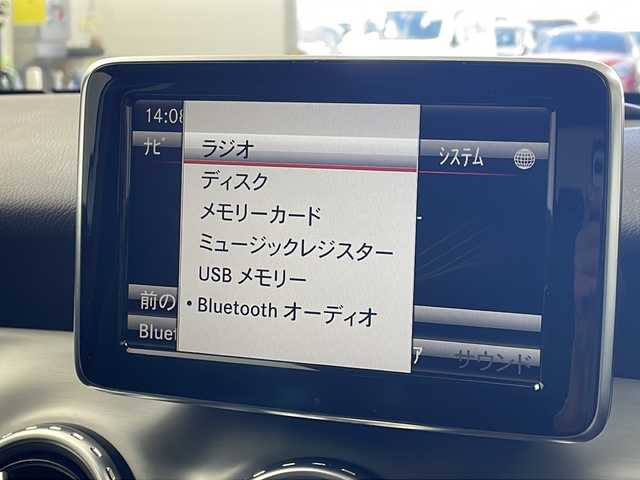 14:08
ナビ
システム
ラジオ
ディスク
メモリーカード
ミュージックレジスター
USB メモリー
• Bluetooth オーディオ
前の
Bluet
ア
サウンド